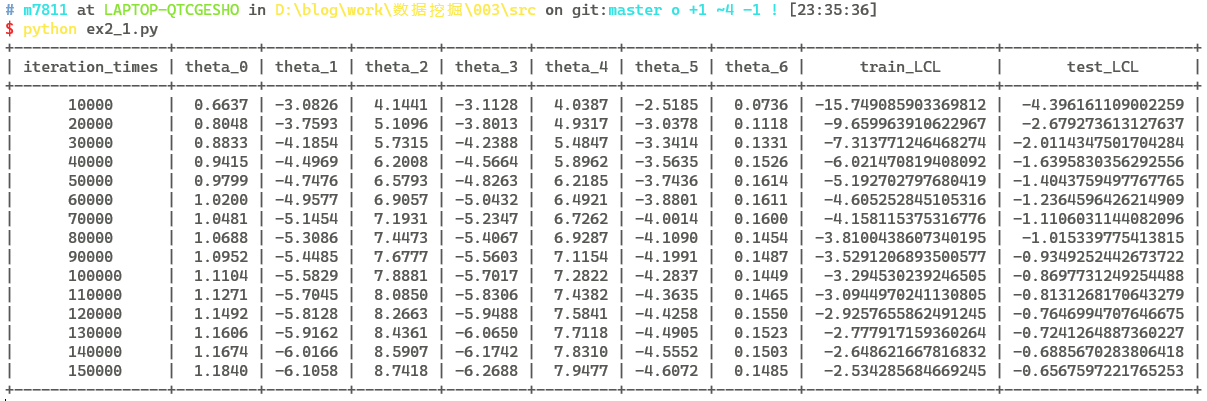 # m7811 at LAPTOP-QTCGESHO in D:\blog\work\数据挖掘\003\src on git:master o +1 ~4 -1 ! [23:35:36]
$ python ex2_1.py
| iteration_times | theta_0 | theta_1 | theta_2 | theta_3 | theta_4 | theta_5 | theta_6 | train_LCL | test_LCL |
| 10000 | 0.6637 | -3.0826 | 4.1441 | -3.1128 | 4.0387 | -2.5185 | 0.0736 | -15.749085903369812 | -4.396161109002259 |
| 20000 | 0.8048 | -3.7593 | 5.1096 | -3.8013 | 4.9317 | -3.0378 | 0.1118 | -9.659963910622967 | -2.679273613127637 |
| 30000 | 0.8833 | -4.1854 | 5.7315 | -4.2388 | 5.4847 | -3.3414 | 0.1331 | -7.313771246468274 | -2.0114347501704284 |
| 40000 | 0.9415 | -4.4969 | 6.2008 | -4.5664 | 5.8962 | -3.5635 | 0.1526 | -6.021470819408092 | -1.63958303562​92556 |
| 50000 | 0.9799 | -4.7476 | 6.5793 | -4.8263 | 6.2185 | -3.7436 | 0.1614 | -5.192702797680419 | -1.4043759497767765 |
| 60000 | 1.0200 | -4.9577 | 6.9057 | -5.0432 | 6.4921 | -3.8801 | 0.1611 | -4.605252845105316 | -1.2364596426214909 |
| 70000 | 1.0481 | -5.1454 | 7.1931 | -5.2347 | 6.7262 | -4.0014 | 0.1600 | -4.158115375316776 | -1.1106031144082096 |
| 80000 | 1.0688 | -5.3086 | 7.4473 | -5.4067 | 6.9287 | -4.1090 | 0.1454 | -3.8100438607340195 | -1.015339775413815 |
| 90000 | 1.0952 | -5.4485 | 7.6777 | -5.5603 | 7.1154 | -4.1991 | 0.1487 | -3.5291206893500577 | -0.9349252442673722 |
| 100000 | 1.1104 | -5.5829 | 7.8881 | -5.7017 | 7.2822 | -4.2837 | 0.1449 | -3.294530239246505 | -0.8697731249254488 |
| 110000 | 1.1271 | -5.7045 | 8.0850 | -5.8306 | 7.4382 | -4.3635 | 0.1465 | -3.0944970241130805 | -0.8131268170643279 |
| 120000 | 1.1492 | -5.8128 | 8.2663 | -5.9488 | 7.5841 | -4.4258 | 0.1550 | -2.9257655862491245 | -0.7646994707646675 |
| 130000 | 1.1606 | -5.9162 | 8.4361 | -6.0650 | 7.7118 | -4.4905 | 0.1523 | -2.777917159360264 | -0.7241264887360227 |
| 140000 | 1.1674 | -6.0166 | 8.5907 | -6.1742 | 7.8310 | -4.5552 | 0.1503 | -2.648621667816832 | -0.6885670283806418 |
| 150000 | 1.1840 | -6.1058 | 8.7418 | -6.2688 | 7.9477 | -4.6072 | 0.1485 | -2.534285684669245 | -0.6567597221765253 |